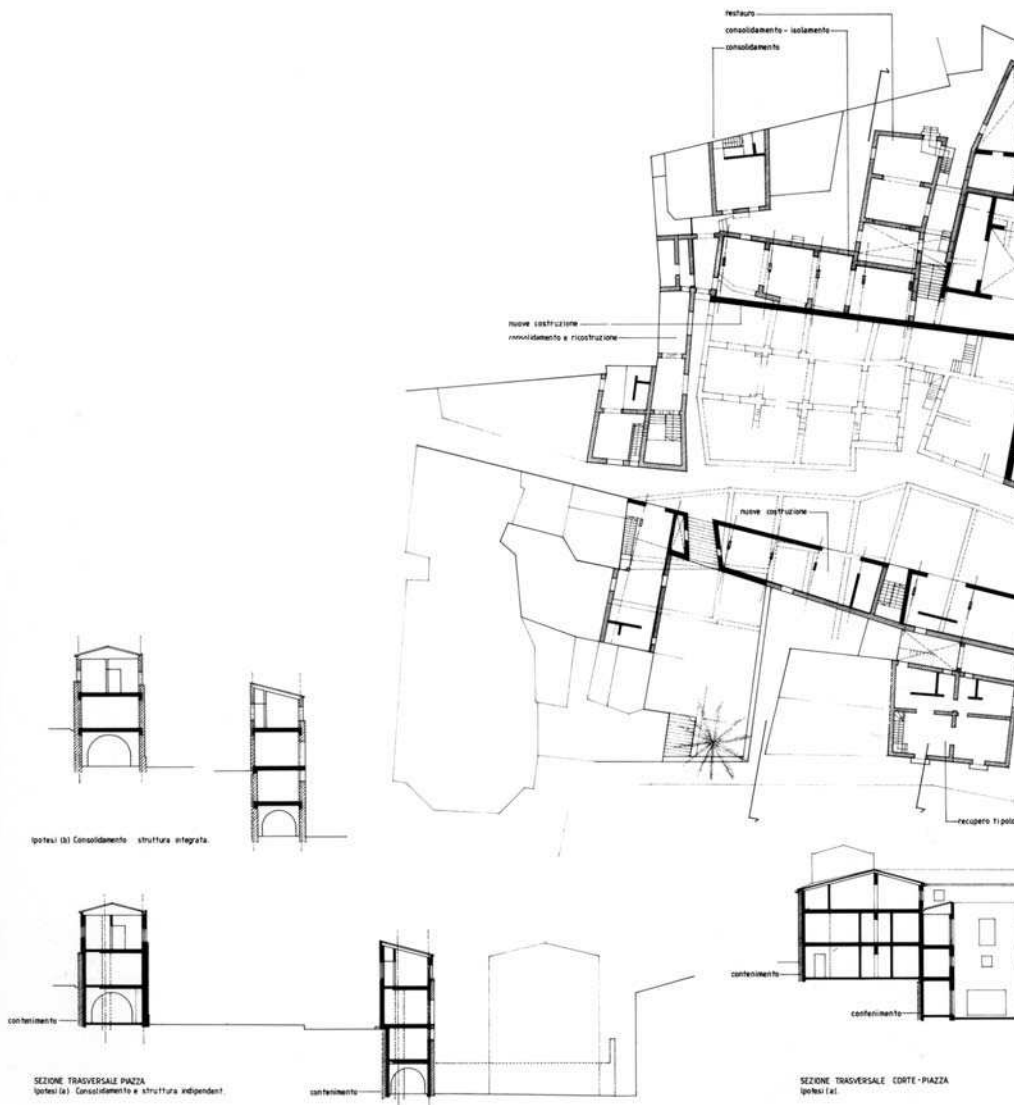 restauro
consolidamento - isolamento
consolidamento
nuove costruzione
consolidamento e ricostruzione
nuove costruzione
Ipotesi (b) Consolidamento struttura integrata.
recupero tipolo
contenimento
contenimento
contenimento
contenimento
SEZIONE TRASVERSALE PIAZZA
Ipotesi (a) Consolidamento e struttura indipendent.
SEZIONE TRASVERSALE CORTE-PIAZZA
Ipotesi (a).